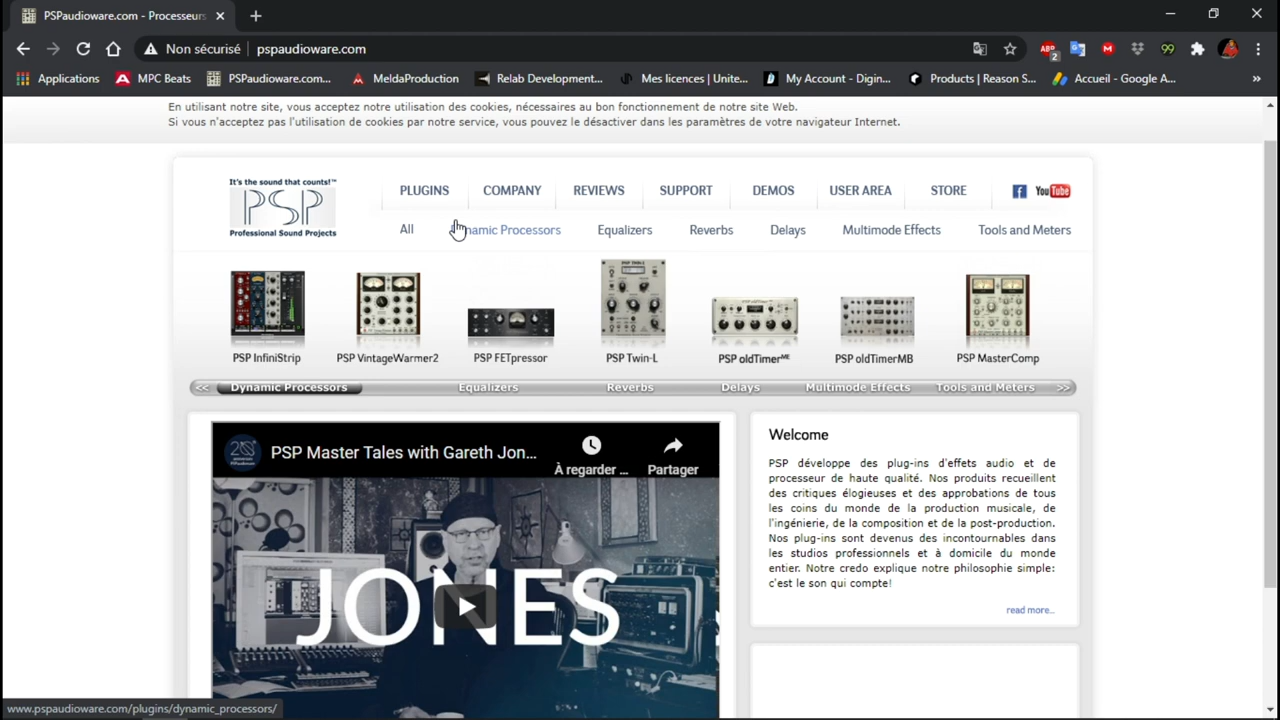 PSPaudioware.com - Processeurs
Non sécurisé pspaudioware.com
ABP 2 99
Applications MPC Beats PSPaudioware.com... MeldaProduction Relab Development... Mes licences | Unite... My Account - Digin... Products | Reason S... Accueil - Google A... »
En utilisant notre site, vous acceptez notre utilisation des cookies, nécessaires au bon fonctionnement de notre site Web.
Si vous n'acceptez pas l'utilisation de cookies par notre service, vous pouvez le désactiver dans les paramètres de votre navigateur Internet.
It's the sound that counts!™
PSP
Professional Sound Projects
PLUGINS COMPANY REVIEWS SUPPORT DEMOS USER AREA STORE f YouTube
All namic Processors Equalizers Reverbs Delays Multimode Effects Tools and Meters
PSP InfiniStrip PSP VintageWarmer2 PSP FETpressor PSP Twin-L PSP oldTimerME PSP oldTimerMB PSP MasterComp
<< Dynamic Processors Equalizers Reverbs Delays Multimode Effects Tools and Meters >>
PSP Master Tales with Gareth Jon...
À regarder ... Partager
JONES
Welcome
PSP développe des plug-ins d'effets audio et de
processeur de haute qualité. Nos produits recueillent
des critiques élogieuses et des approbations de tous
les coins du monde de la production musicale, de
l'ingénierie, de la composition et de la post-production.
Nos plug-ins sont devenus des incontournables dans
les studios professionnels et à domicile du monde
entier. Notre credo explique notre philosophie simple:
c'est le son qui compte!
read more...
www.pspaudioware.com/plugins/dynamic_processors/